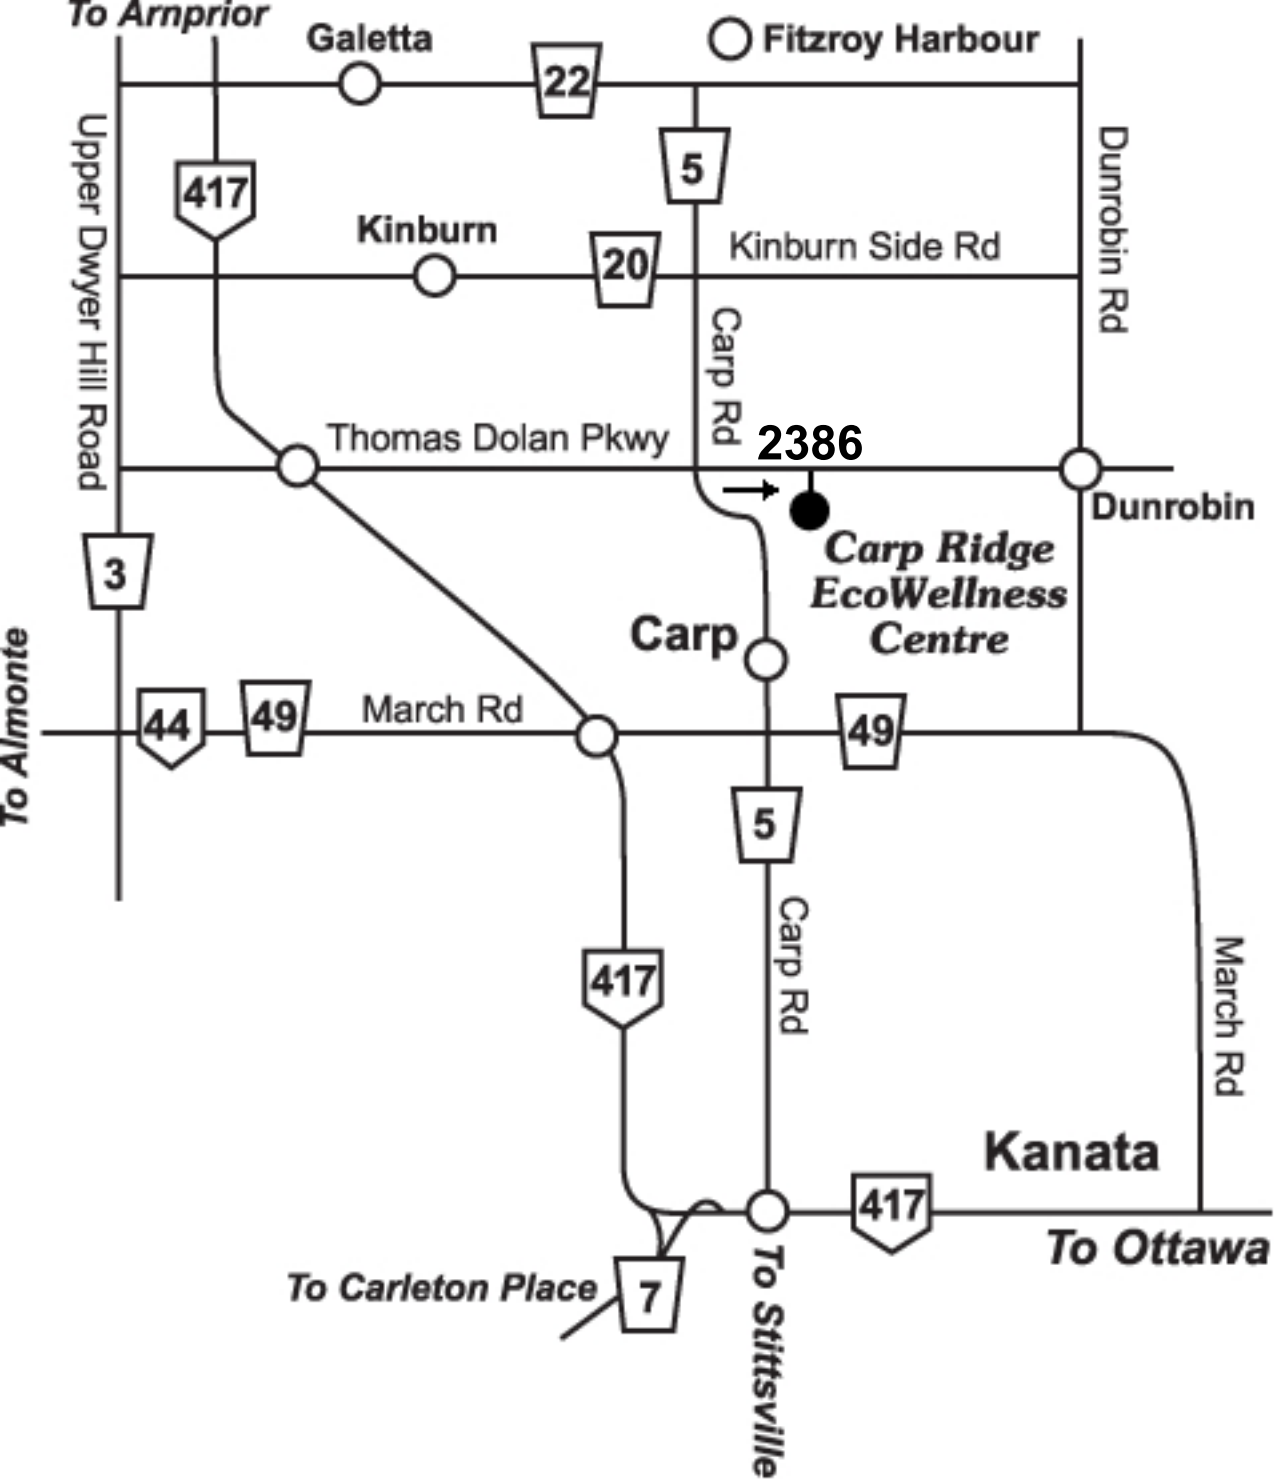 To Arnprior
Galetta
Fitzroy Harbour
22
5
417
Kinburn
20
Kinburn Side Rd
Upper Dwyer Hill Road
Dunrobin Rd
Carp Rd
Thomas Dolan Pkwy
2386
Dunrobin
Carp Ridge
EcoWellness
Centre
3
Carp
To Almonte
44
49
March Rd
49
5
Carp Rd
417
March Rd
Kanata
417
To Ottawa
To Carleton Place
7
To Stittsville